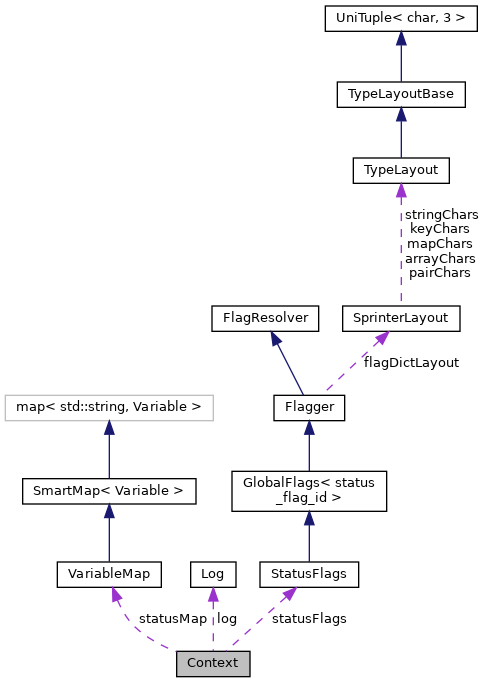 UniTuple< char, 3 >
TypeLayoutBase
TypeLayout
stringChars
keyChars
mapChars
arrayChars
pairChars
FlagResolver
SprinterLayout
flagDictLayout
map< std::string, Variable >
Flagger
SmartMap< Variable >
GlobalFlags< status
_flag_id >
VariableMap
Log
StatusFlags
statusMap
log
statusFlags
Context